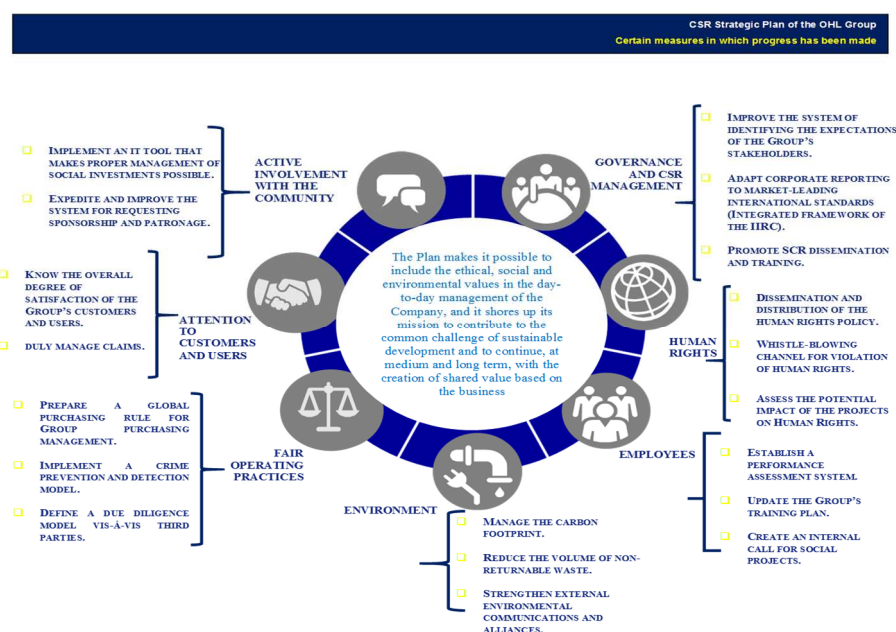 CSR Strategic Plan of the OHL Group
Certain measures in which progress has been made
IMPLEMENT AN IT TOOL THAT
MAKES PROPER MANAGEMENT OF
SOCIAL INVESTMENTS POSSIBLE.
EXPEDITE AND IMPROVE THE
SYSTEM FOR REQUESTING
SPONSORSHIP AND PATRONAGE.
ACTIVE
INVOLVEMENT
WITH THE
COMMUNITY
GOVERNANCE
AND CSR
MANAGEMENT
IMPROVE THE SYSTEM OF
IDENTIFYING THE EXPECTATIONS
OF THE GROUP'S
STAKEHOLDERS.
ADAPT CORPORATE REPORTING
TO MARKET-LEADING
INTERNATIONAL STANDARDS
(INTEGRATED FRAMEWORK OF
THE IIRC).
PROMOTE SCR DISSEMINATION
AND TRAINING.
KNOW THE OVERALL
DEGREE OF
SATISFACTION OF THE
GROUP'S CUSTOMERS
AND USERS.
DULY MANAGE CLAIMS.
ATTENTION
TO
CUSTOMERS
AND USERS
The Plan makes it possible to
include the ethical, social and
environmental values in the day-
to-day management of the
Company, and it shores up its
mission to contribute to the
common challenge of sustainable
development and to continue, at
medium and long term, with the
creation of shared value based on
the business
HUMAN
RIGHTS
DISSEMINATION AND
DISTRIBUTION OF THE
HUMAN RIGHTS POLICY.
WHISTLE-BLOWING
CHANNEL FOR VIOLATION
OF HUMAN RIGHTS.
ASSESS THE POTENTIAL
IMPACT OF THE PROJECTS
ON HUMAN RIGHTS.
PREPARE A GLOBAL
PURCHASING RULE FOR
GROUP PURCHASING
MANAGEMENT.
IMPLEMENT A CRIME
PREVENTION AND DETECTION
MODEL.
DEFINE A DUE DILIGENCE
MODEL VIS-À-VIS THIRD
PARTIES.
FAIR
OPERATING
PRACTICES
EMPLOYEES
ESTABLISH A
PERFORMANCE
ASSESSMENT SYSTEM.
UPDATE THE GROUP'S
TRAINING PLAN.
CREATE AN INTERNAL
CALL FOR SOCIAL
PROJECTS.
ENVIRONMENT
MANAGE THE CARBON
FOOTPRINT.
REDUCE THE VOLUME OF NON-
RETURNABLE WASTE.
STRENGTHEN EXTERNAL
ENVIRONMENTAL
COMMUNICATIONS AND
ALLIANCES.